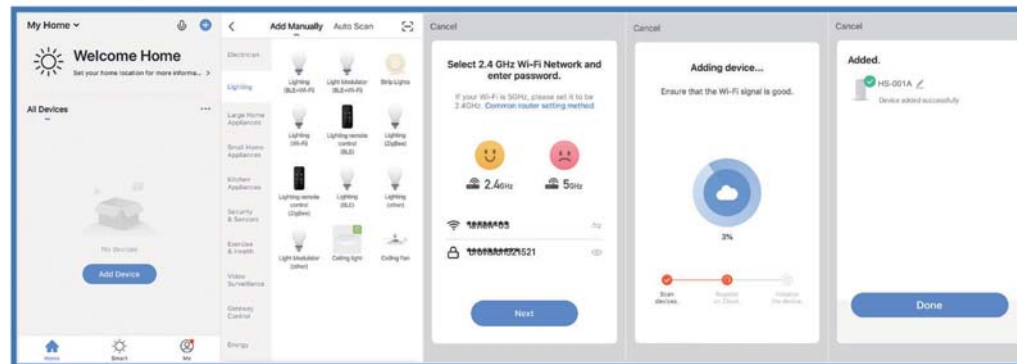 My Home
Welcome Home
Set your home location for more informa...
All Devices
No devices
Add Device
Home
Smart
Me
Add Manually
Auto Scan
Electrician
Lighting
Large Home
Appliances
Small Home
Appliances
Kitchen
Appliances
Security
& Sensors
Exercise
& Health
Video
Surveillance
Gateway
Control
Energy
Lighting
(BLE+Wi-Fi)
Light Modulator
(BLE+Wi-Fi)
Strip Lights
Lighting
(Wi-Fi)
Lighting remote
control
(BLE)
Lighting
(ZigBee)
Lighting remote
control
(ZigBee)
Lighting
(BLE)
Lighting
(other)
Light Modulator
(other)
Ceiling light
Ceiling Fan
Cancel
Select 2.4 GHz Wi-Fi Network and
enter password.
If your Wi-Fi is 5GHz, please set it to be
2.4GHz. Common router setting method
2.4GHz
5GHz
Next
Cancel
Adding device...
Ensure that the Wi-Fi signal is good.
3%
Scan
devices.
Register
on Cloud.
Initialize
the device.
Cancel
Added.
HS-001A
Device added successfully
Done